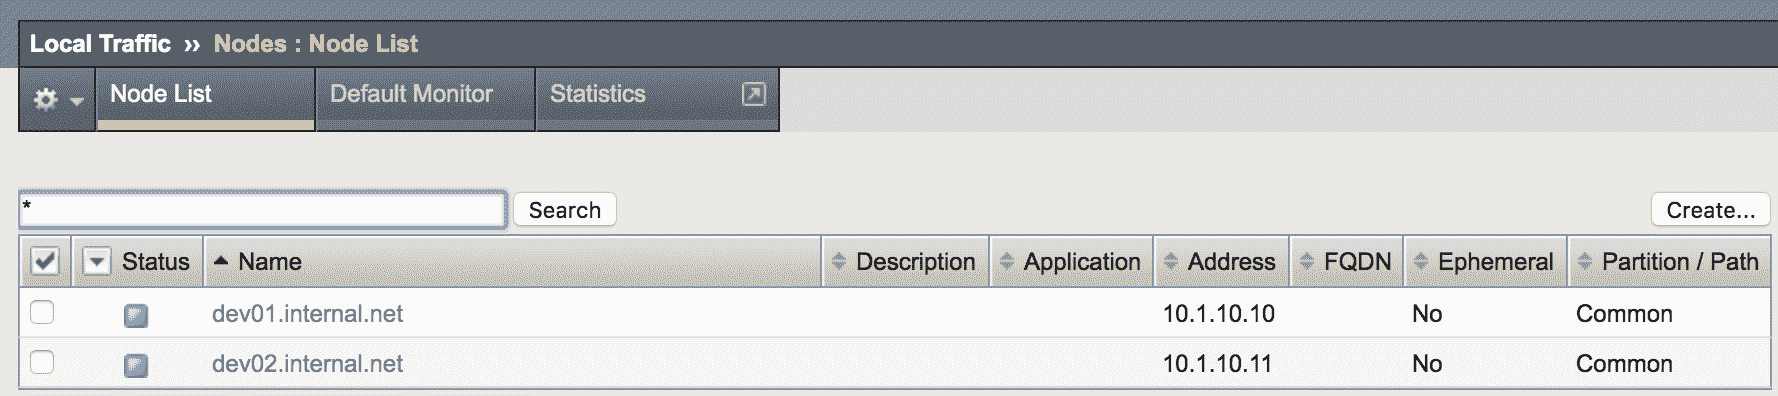 Local Traffic ›› Nodes : Node List
Node List Default Monitor Statistics
* Search Create...
Status Name Description Application Address FQDN Ephemeral Partition / Path
dev01.internal.net 10.1.10.10 No Common
dev02.internal.net 10.1.10.11 No Common